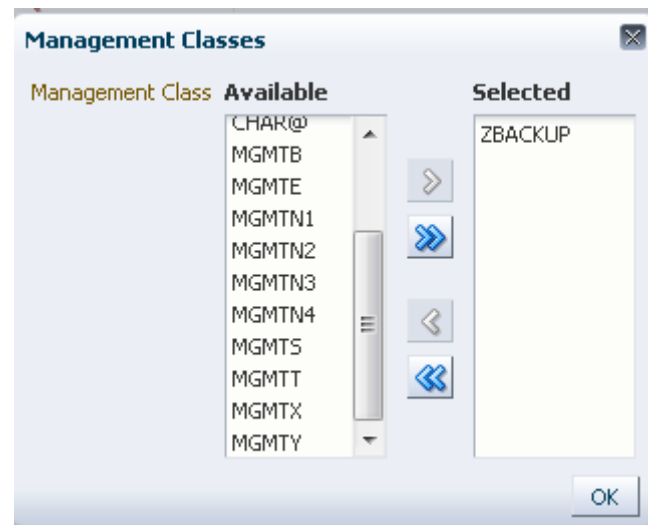 Management Classes
Management Class Available Selected
CHAR@
MGMTB
MGMTE
MGMTN1
MGMTN2
MGMTN3
MGMTN4
MGMTS
MGMTT
MGMTX
MGMTY
ZBACKUP
OK